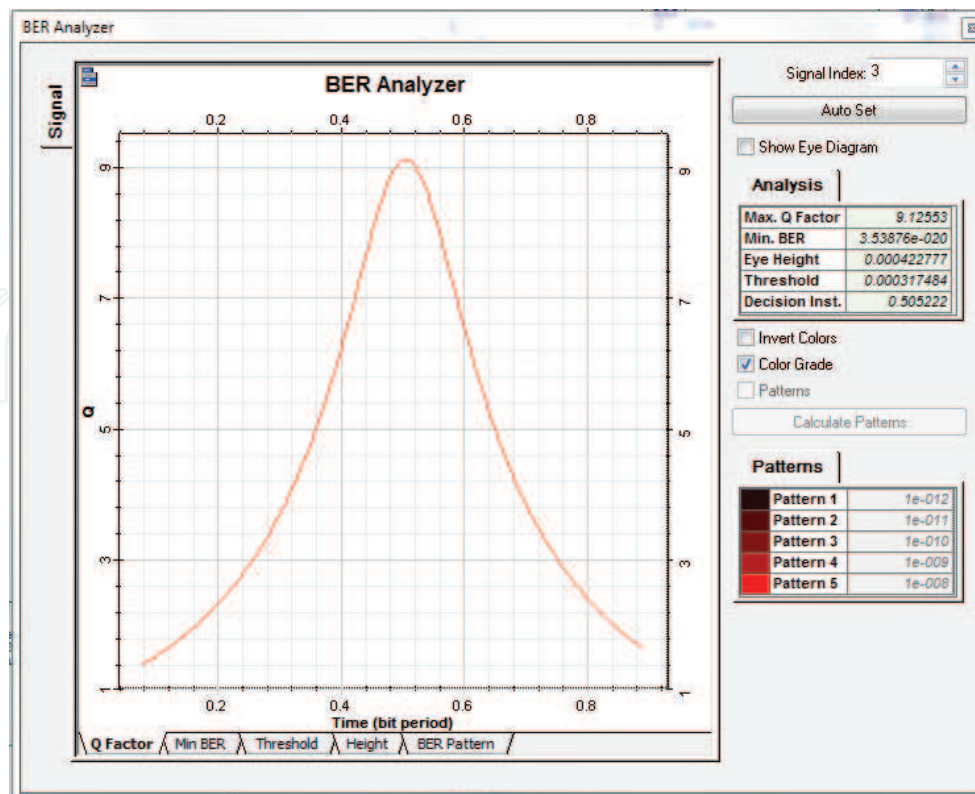 BER Analyzer
Signal
BER Analyzer
0.2 0.4 0.6 0.8
9 9
7 7
5 5
3 3
1 1
Q
0.2 0.4 0.6 0.8
Time (bit period)
Q Factor Min BER Threshold Height BER Pattern
Signal Index: 3
Auto Set
Show Eye Diagram
Analysis
Max. Q Factor 9.12553
Min. BER 3.53876e-020
Eye Height 0.000422777
Threshold 0.000317484
Decision Inst. 0.505222
Invert Colors
Color Grade
Patterns
Calculate Patterns
Patterns
Pattern 1 1e-012
Pattern 2 1e-011
Pattern 3 1e-010
Pattern 4 1e-009
Pattern 5 1e-008